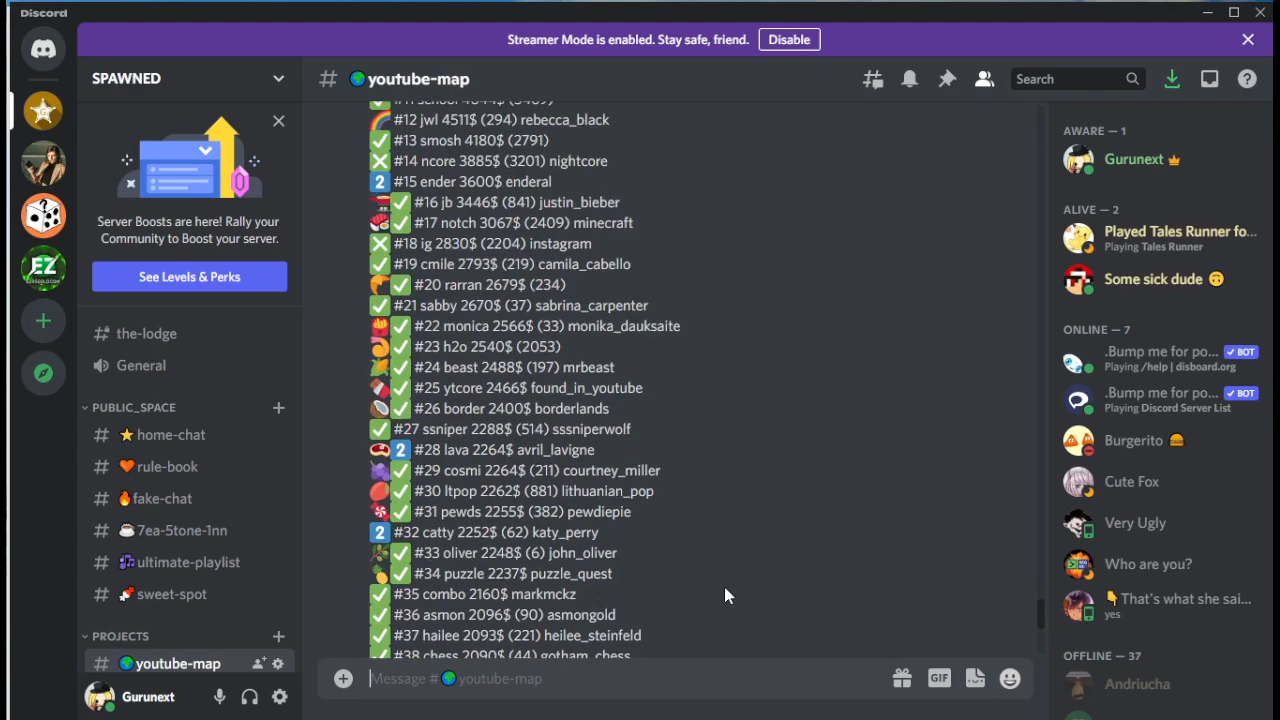 Discord
Streamer Mode is enabled. Stay safe, friend. Disable
SPAWNED
Server Boosts are here! Rally your
Community to Boost your server.
See Levels & Perks
the-lodge
General
PUBLIC_SPACE
home-chat
rule-book
fake-chat
7ea-5tone-1nn
ultimate-playlist
sweet-spot
PROJECTS
youtube-map
Gurunext
EZ
# youtube-map
Search
#12 jwl 4511$ (294) rebecca_black
#13 smosh 4180$ (2791)
#14 ncore 3885$ (3201) nightcore
2 #15 ender 3600$ enderal
#16 jb 3446$ (841) justin_bieber
#17 notch 3067$ (2409) minecraft
#18 ig 2830$ (2204) instagram
#19 cmile 2793$ (219) camila_cabello
#20 rarran 2679$ (234)
#21 sabby 2670$ (37) sabrina_carpenter
#22 monica 2566$ (33) monika_dauksaite
#23 h2o 2540$ (2053)
#24 beast 2488$ (197) mrbeast
#25 ytcore 2466$ found_in_youtube
#26 border 2400$ borderlands
#27 ssniper 2288$ (514) sssniperwolf
2 #28 lava 2264$ avril_lavigne
#29 cosmi 2264$ (211) courtney_miller
#30 ltpop 2262$ (881) lithuanian_pop
#31 pewds 2255$ (382) pewdiepie
2 #32 catty 2252$ (62) katy_perry
#33 oliver 2248$ (6) john_oliver
#34 puzzle 2237$ puzzle_quest
#35 combo 2160$ markmckz
#36 asmon 2096$ (90) asmongold
#37 hailee 2093$ (221) heilee_steinfeld
#38 chess 2090$ (44) gotham_chess
Message # youtube-map
GIF
AWARE — 1
Gurunext
ALIVE — 2
Played Tales Runner fo...
Playing Tales Runner
Some sick dude
ONLINE — 7
.Bump me for po... BOT
Playing /help | disboard.org
.Bump me for po... BOT
Playing Discord Server List
Burgerito
Cute Fox
Very Ugly
Who are you?
That's what she sai...
yes
OFFLINE — 37
Andriucha